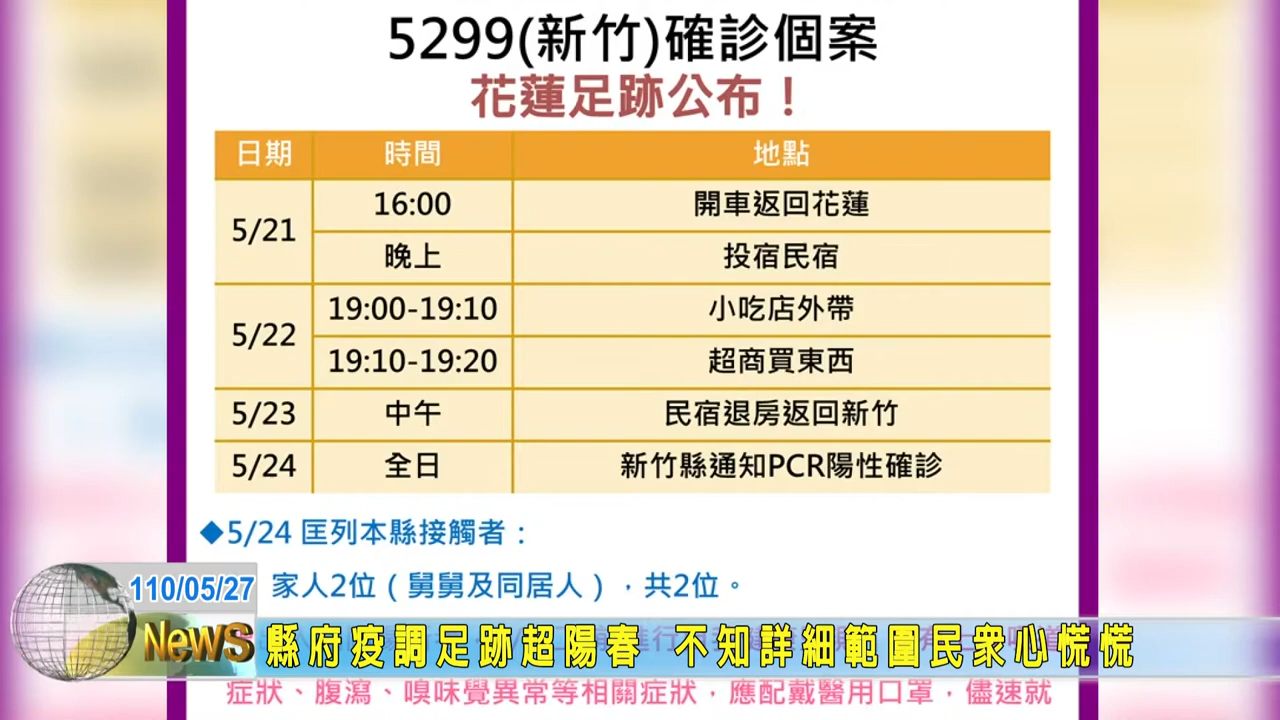 5299(新竹)確診個案
花蓮足跡公布！
日期 時間 地點
5/21 16:00 開車返回花蓮
晚上 投宿民宿
5/22 19:00-19:10 小吃店外帶
19:10-19:20 超商買東西
5/23 中午 民宿退房返回新竹
5/24 全日 新竹縣通知PCR陽性確診
◆5/24 匡列本縣接觸者：
家人2位（舅舅及同居人），共2位。
110/05/27
NewS
縣府疫調足跡超陽春 不知詳細範圍民眾心慌慌
症狀、腹瀉、嗅味覺異常等相關症狀，應配戴醫用口罩，儘速就